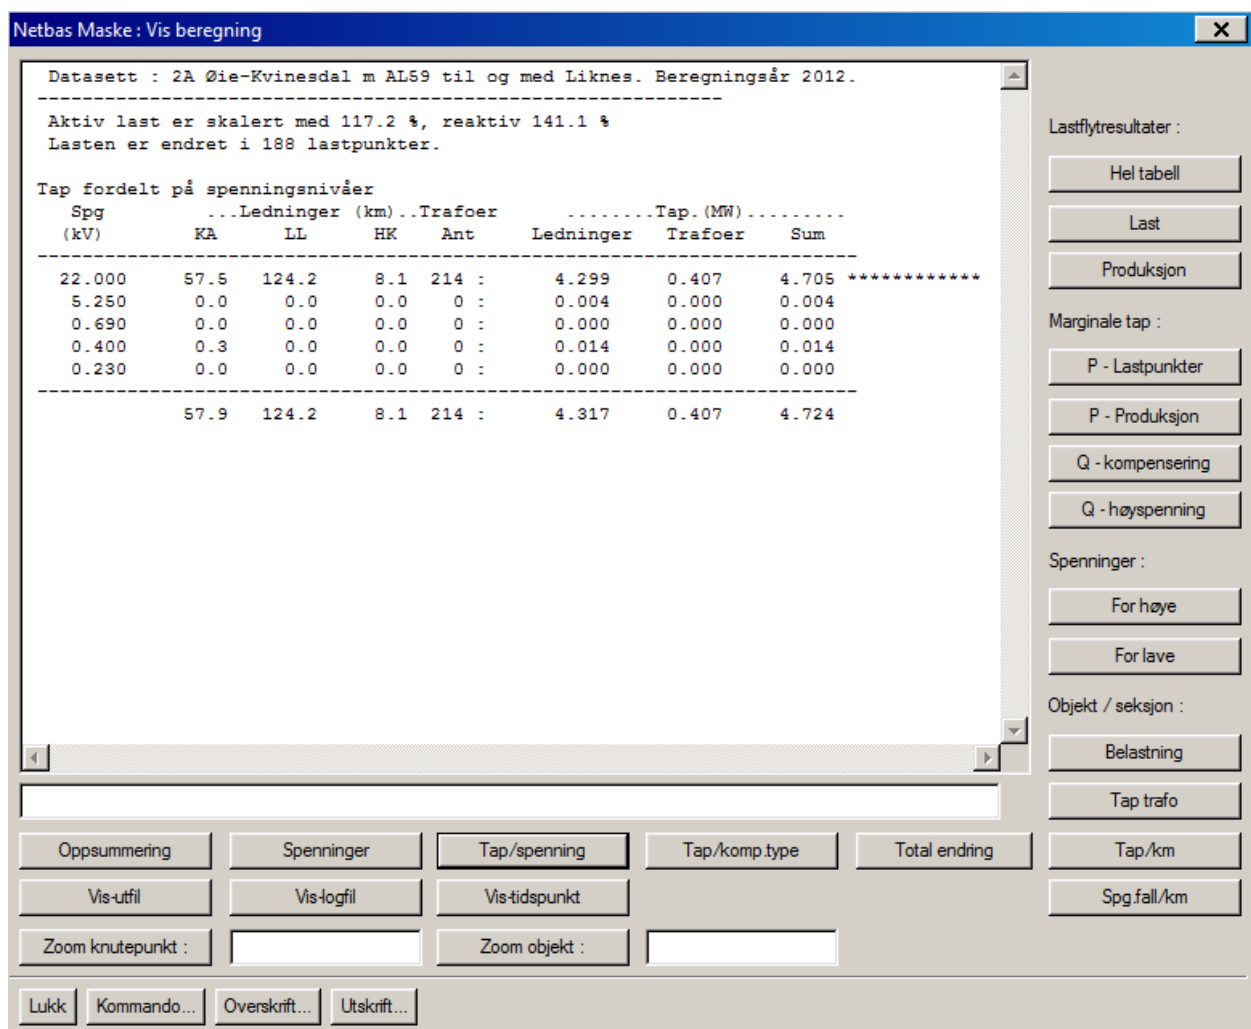 Netbas Maske : Vis beregning
Datasett : 2A Øie-Kvinesdal m AL59 til og med Liknes. Beregningsår 2012.
-------------------------------------------------------------
Aktiv last er skalert med 117.2 %, reaktiv 141.1 %
Lasten er endret i 188 lastpunkter.
Tap fordelt på spenningsnivåer
Spg ...Ledninger (km)..Trafoer ........Tap.(MW).........
(kV) KA LL HK Ant Ledninger Trafoer Sum
-------------------------------------------------------------------------
22.000 57.5 124.2 8.1 214 : 4.299 0.407 4.705 ************
5.250 0.0 0.0 0.0 0 : 0.004 0.000 0.004
0.690 0.0 0.0 0.0 0 : 0.000 0.000 0.000
0.400 0.3 0.0 0.0 0 : 0.014 0.000 0.014
0.230 0.0 0.0 0.0 0 : 0.000 0.000 0.000
-------------------------------------------------------------------------
57.9 124.2 8.1 214 : 4.317 0.407 4.724
Lastflytresultater :
Hel tabell
Last
Produksjon
Marginale tap :
P - Lastpunkter
P - Produksjon
Q - kompensering
Q - høyspenning
Spenninger :
For høye
For lave
Objekt / seksjon :
Belastning
Tap trafo
Oppsummering Spenninger Tap/spenning Tap/komp.type Total endring Tap/km
Vis-utfil Vis-logfil Vis-tidspunkt Spg.fall/km
Zoom knutepunkt : Zoom objekt :
Lukk Kommando... Overskrift... Utskrift...